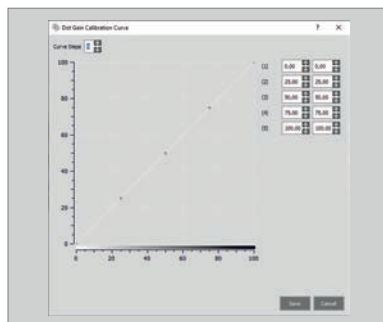 Dot Gain Calibration Curve ? ×
Curve Steps
100
80
60
40
20
0
0 20 40 60 80 100
(1) 0,00 0,00
(2) 25,00 25,00
(3) 50,00 50,00
(4) 75,00 75,00
(5) 100,00 100,00
Save Cancel